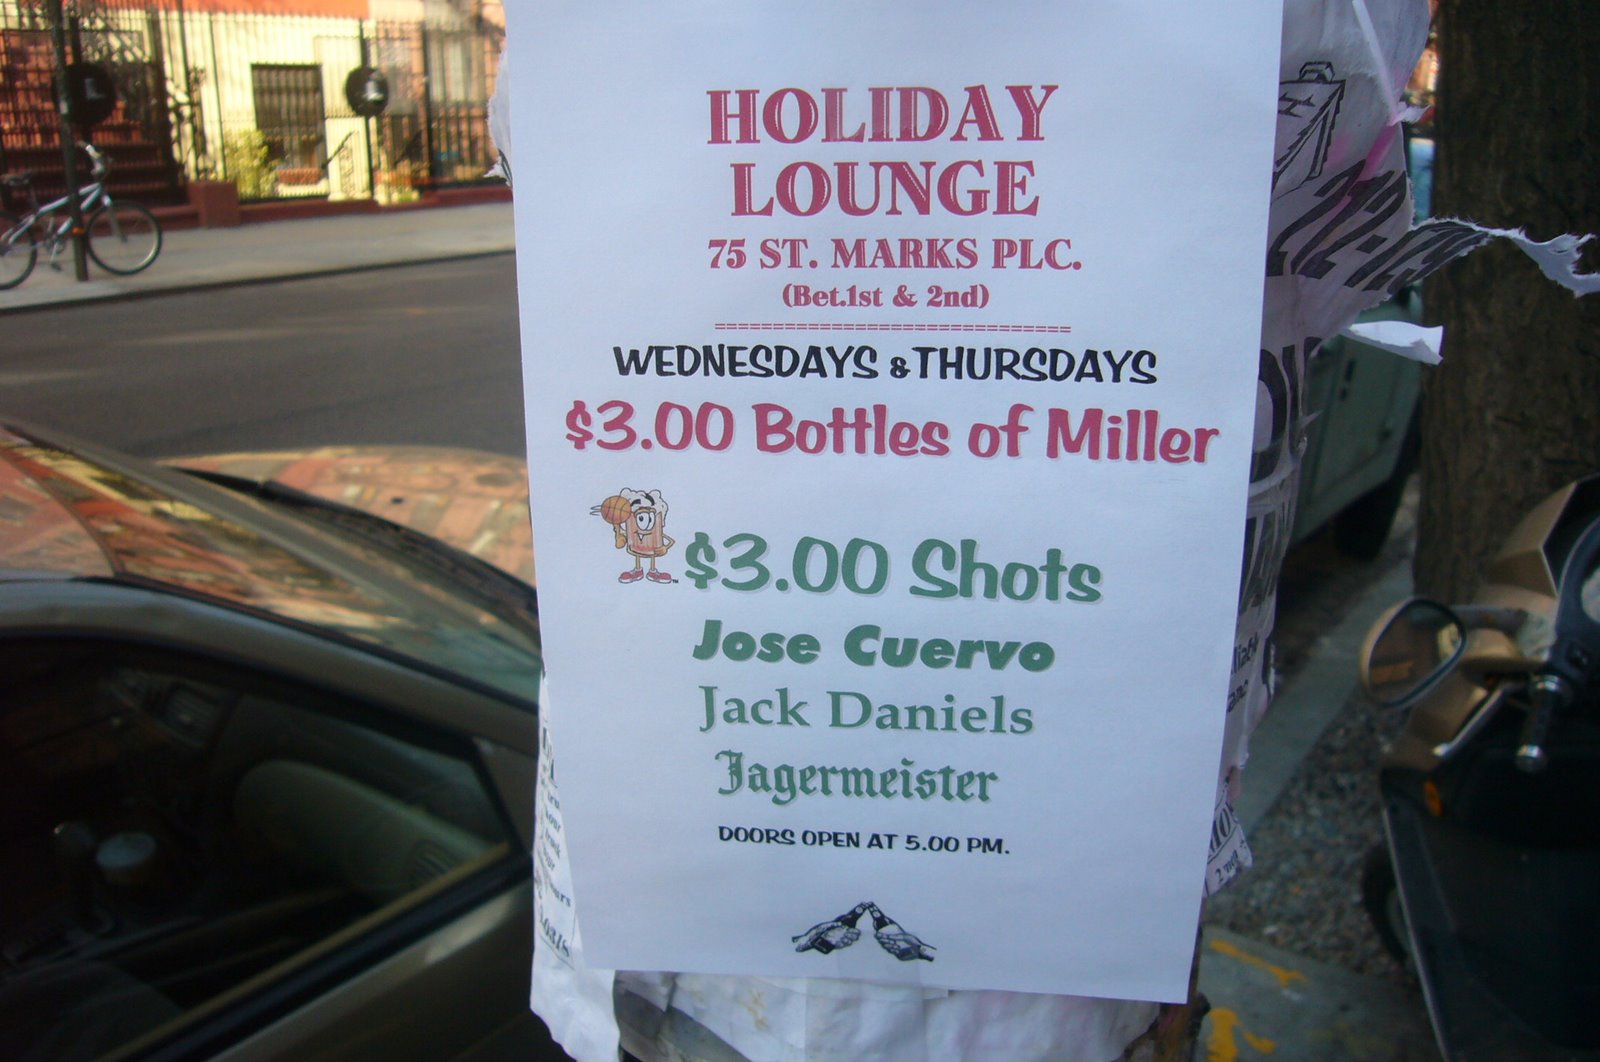 HOLIDAY
LOUNGE
75 ST. MARKS PLC.
(Bet.1st & 2nd)
WEDNESDAYS & THURSDAYS
$3.00 Bottles of Miller
$3.00 Shots
Jose Cuervo
Jack Daniels
Jagermeister
DOORS OPEN AT 5.00 PM.